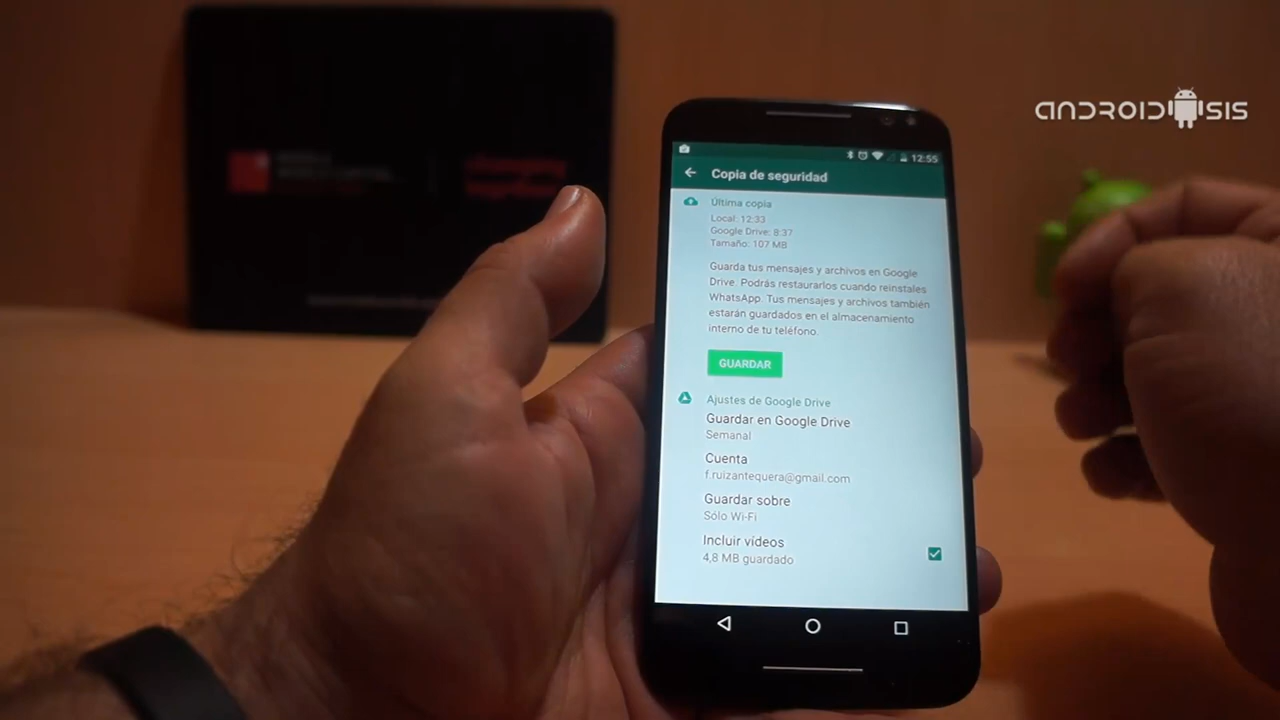 ANDROIDSIS
12:55
Copia de seguridad
Última copia
Local: 12:33
Google Drive: 8:37
Tamaño: 107 MB
Guarda tus mensajes y archivos en Google
Drive. Podrás restaurarlos cuando reinstales
WhatsApp. Tus mensajes y archivos también
estarán guardados en el almacenamiento
interno de tu teléfono.
GUARDAR
Ajustes de Google Drive
Guardar en Google Drive
Semanal
Cuenta
f.ruizantequera@gmail.com
Guardar sobre
Sólo Wi-Fi
Incluir vídeos
4,8 MB guardado